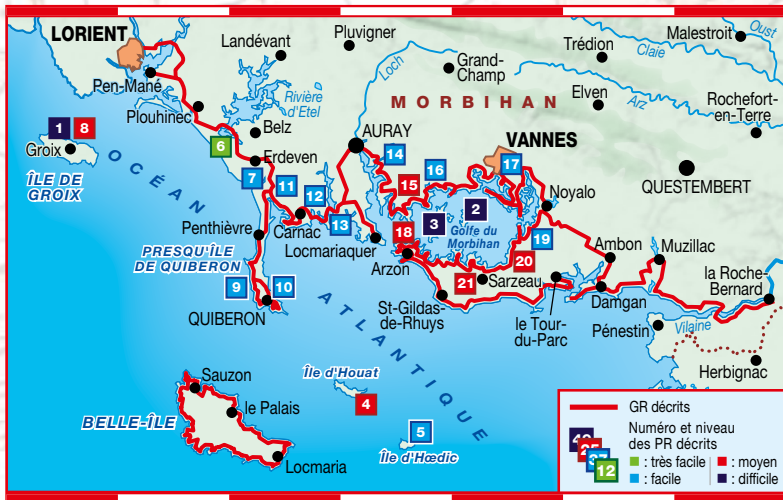 LORIENT
Landévant
Pluvigner
Malestroit
Oust
Claie
Trédion
Loch
Grand-
Champ
Pen-Mané
Rivière
d'Etel
MORBIHAN
Elven
Arz
Plouhinec
Rochefort-
en-Terre
1
8
Belz
AURAY
VANNES
Groix
6
14
17
Erdeven
16
QUESTEMBERT
ÎLE DE
GROIX
7
11
15
12
2
Noyalo
OCÉAN
3
Golfe du
Morbihan
Penthièvre
Carnac
13
18
19
Locmariaquer
Ambon
Muzillac
PRESQU'ÎLE
DE QUIBERON
Arzon
20
9
10
21
Sarzeau
la Roche-
Bernard
QUIBERON
ATLANTIQUE
St-Gildas-
de-Rhuys
le Tour-
du-Parc
Damgan
Pénestin
Vilaine
Herbignac
Sauzon
Île d'Houat
4
le Palais
BELLE-ÎLE
5
Île d'Hœdic
Locmaria
GR décrits
Numéro et niveau
des PR décrits
12
: très facile
: moyen
: facile
: difficile